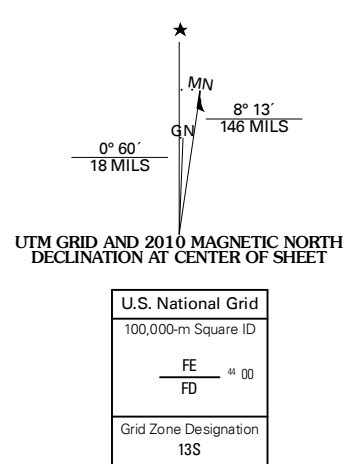 ★
MN
GN
8° 13´
146 MILS
0° 60´
18 MILS
UTM GRID AND 2010 MAGNETIC NORTH
DECLINATION AT CENTER OF SHEET
U.S. National Grid
100,000-m Square ID
FE
44 00
FD
Grid Zone Designation
13S